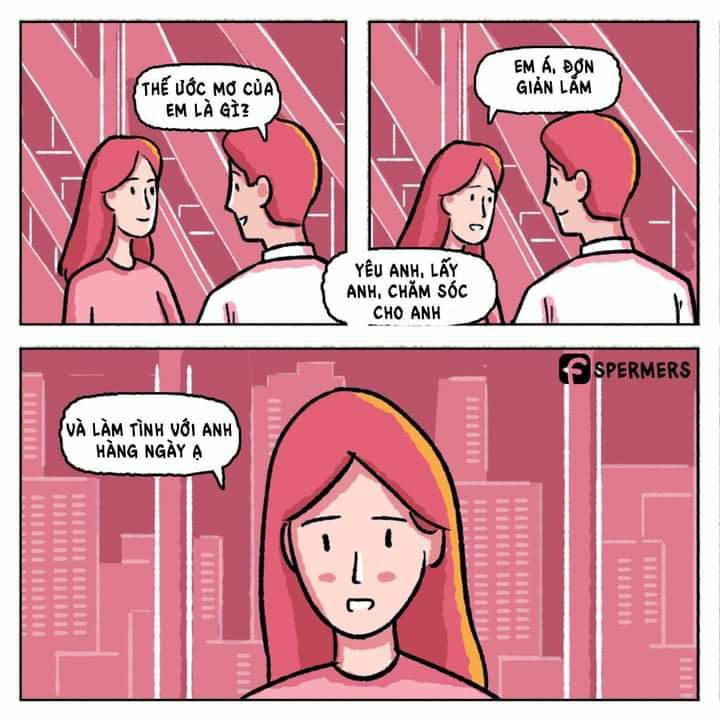 THẾ ƯỚC MƠ CỦA
EM LÀ GÌ?
EM Á, ĐƠN
GIẢN LẮM
YÊU ANH, LẤY
ANH, CHĂM SÓC
CHO ANH
SPERMERS
VÀ LÀM TÌNH VỚI ANH
HÀNG NGÀY Ạ